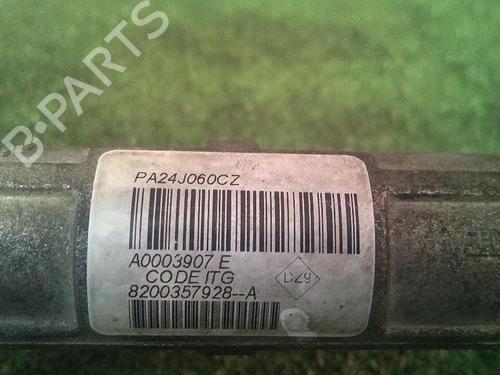 B-PARTS
PA24J060CZ
A0003907 E
CODE ITG
8200357928--A